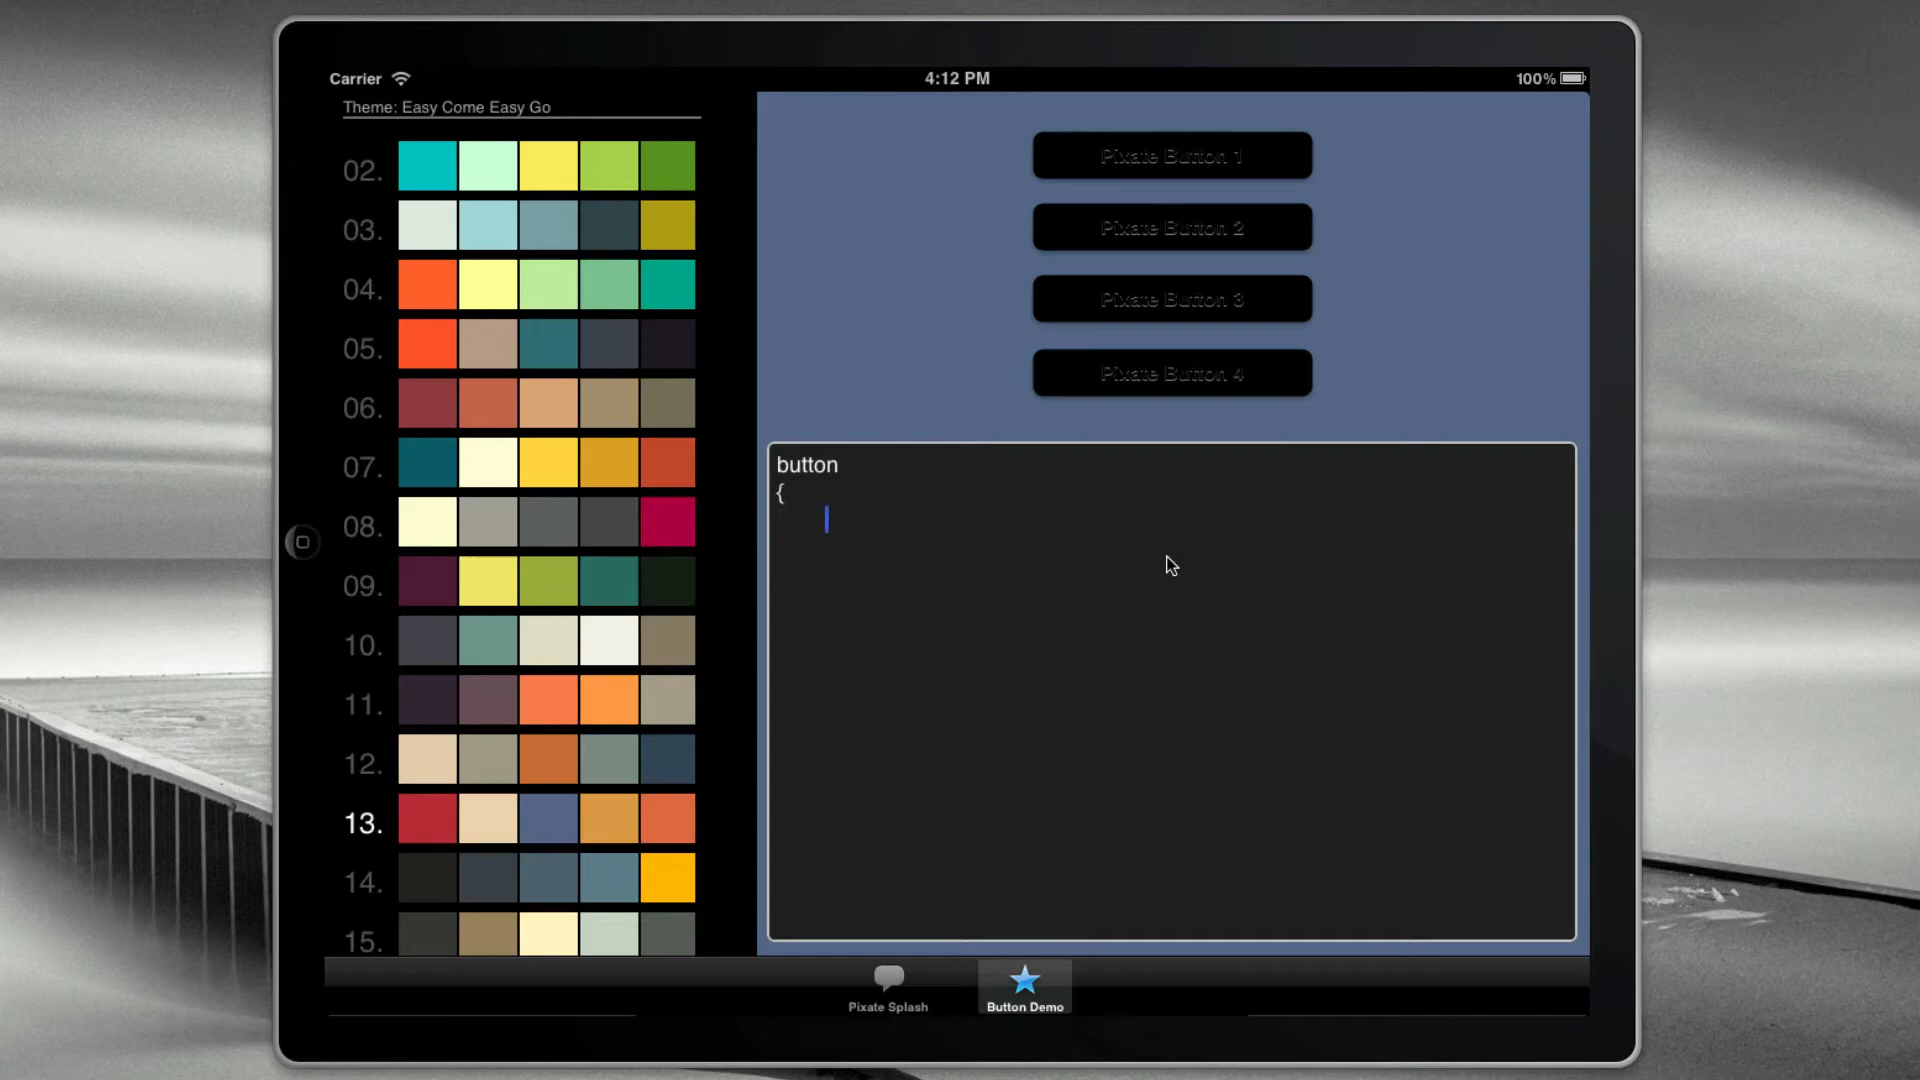 Carrier
4:12 PM
100%
Theme: Easy Come Easy Go
02.
03.
04.
05.
06.
07.
08.
09.
10.
11.
12.
13.
14.
15.
Pixate Button 1
Pixate Button 2
Pixate Button 3
Pixate Button 4
button
{
Pixate Splash
Button Demo